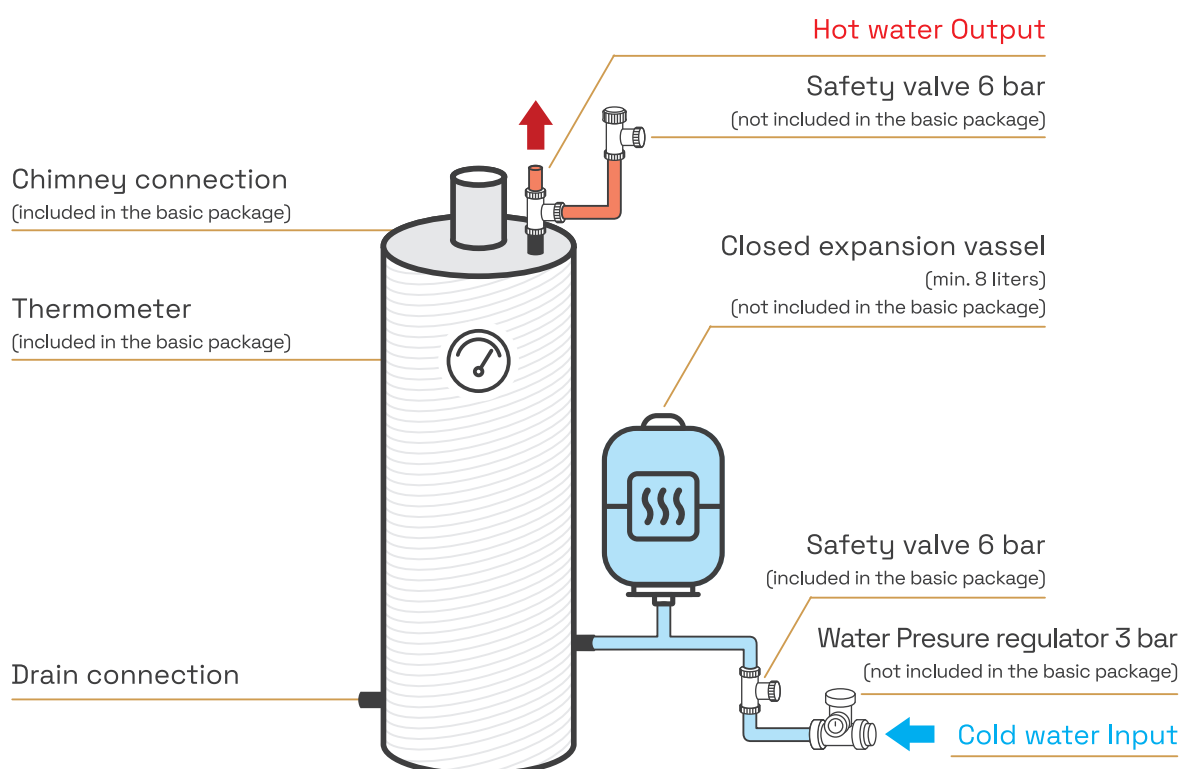 Hot water Output
Safety valve 6 bar
(not included in the basic package)
Chimney connection
(included in the basic package)
Closed expansion vassel
(min. 8 liters)
(not included in the basic package)
Thermometer
(included in the basic package)
Safety valve 6 bar
(included in the basic package)
Water Presure regulator 3 bar
(not included in the basic package)
Drain connection
Cold water Input